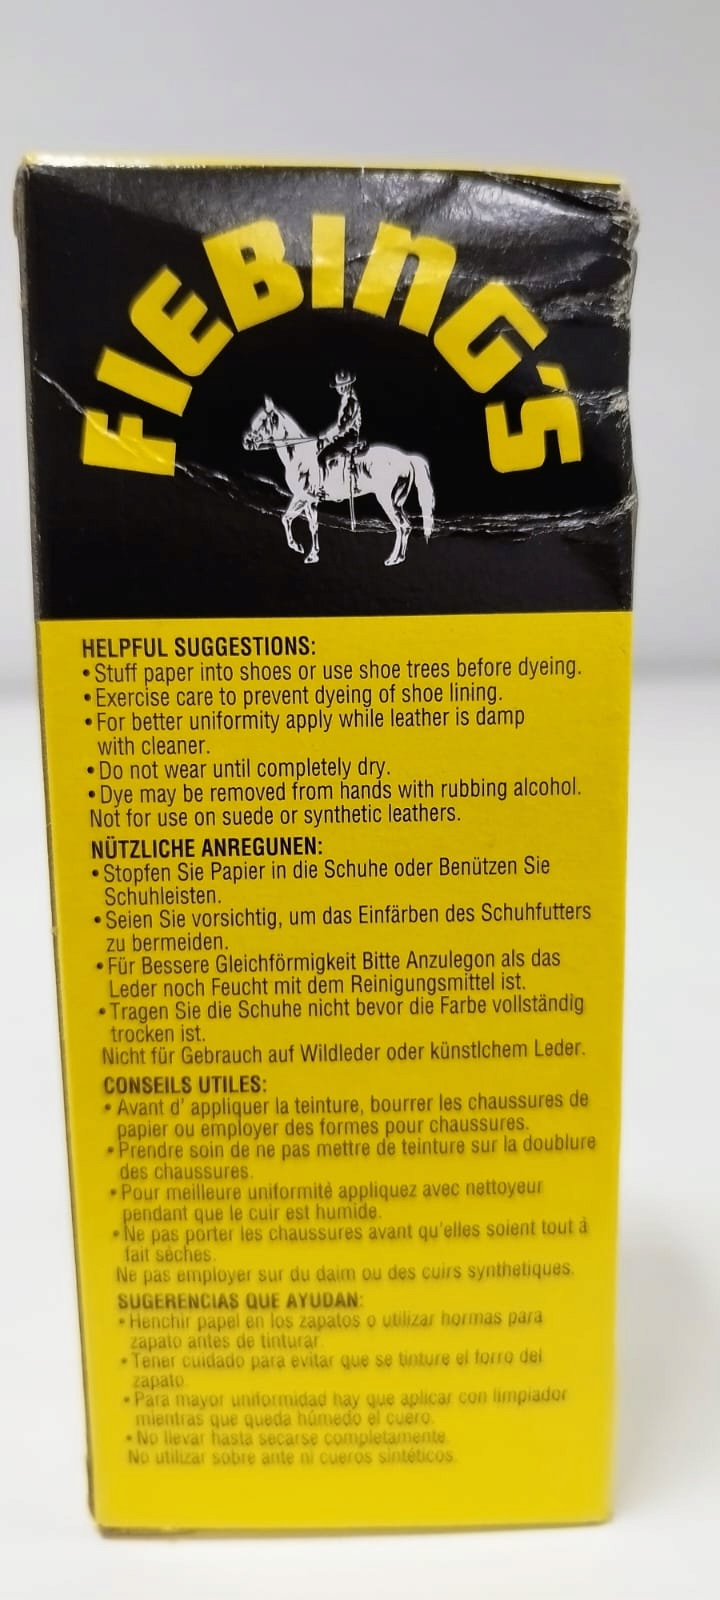 FIEBING'S
HELPFUL SUGGESTIONS:
• Stuff paper into shoes or use shoe trees before dyeing.
• Exercise care to prevent dyeing of shoe lining.
• For better uniformity apply while leather is damp
with cleaner.
• Do not wear until completely dry.
• Dye may be removed from hands with rubbing alcohol.
Not for use on suede or synthetic leathers.
NÜTZLICHE ANREGUNEN:
• Stopfen Sie Papier in die Schuhe oder Benützen Sie
Schuhleisten.
• Seien Sie vorsichtig, um das Einfärben des Schuhfutters
zu bermeiden.
• Für Bessere Gleichförmigkeit Bitte Anzulegon als das
Leder noch Feucht mit dem Reinigungsmittel ist.
• Tragen Sie die Schuhe nicht bevor die Farbe vollständig
trocken ist.
Nicht für Gebrauch auf Wildleder oder künstlchem Leder.
CONSEILS UTILES:
• Avant d' appliquer la teinture, bourrer les chaussures de
papier ou employer des formes pour chaussures.
• Prendre soin de ne pas mettre de teinture sur la doublure
des chaussures.
• Pour meilleure uniformité appliquez avec nettoyeur
pendant que le cuir est humide.
• Ne pas porter les chaussures avant qu'elles soient tout à
fait sèches.
Ne pas employer sur du daim ou des cuirs synthetiques.
SUGERENCIAS QUE AYUDAN:
• Henchir papel en los zapatos o utilizar hormas para
zapato antes de tinturar.
• Tener cuidado para evitar que se tinture el forro del
zapato.
• Para mayor uniformidad hay que aplicar con limpiador
mientras que queda húmedo el cuero.
• No llevar hasta secarse completamente.
No utilizar sobre ante ni cueros sintéticos.